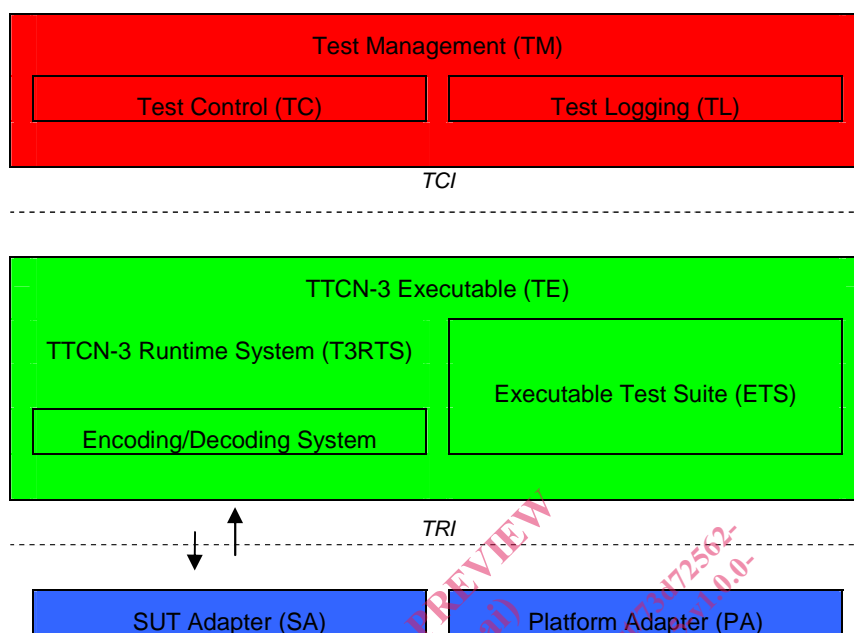 Test Management (TM)
Test Control (TC)
Test Logging (TL)
TCI
TTCN-3 Executable (TE)
TTCN-3 Runtime System (T3RTS)
Executable Test Suite (ETS)
Encoding/Decoding System
TRI
PREVIEW
SUT Adapter (SA)
Platform Adapter (PA)